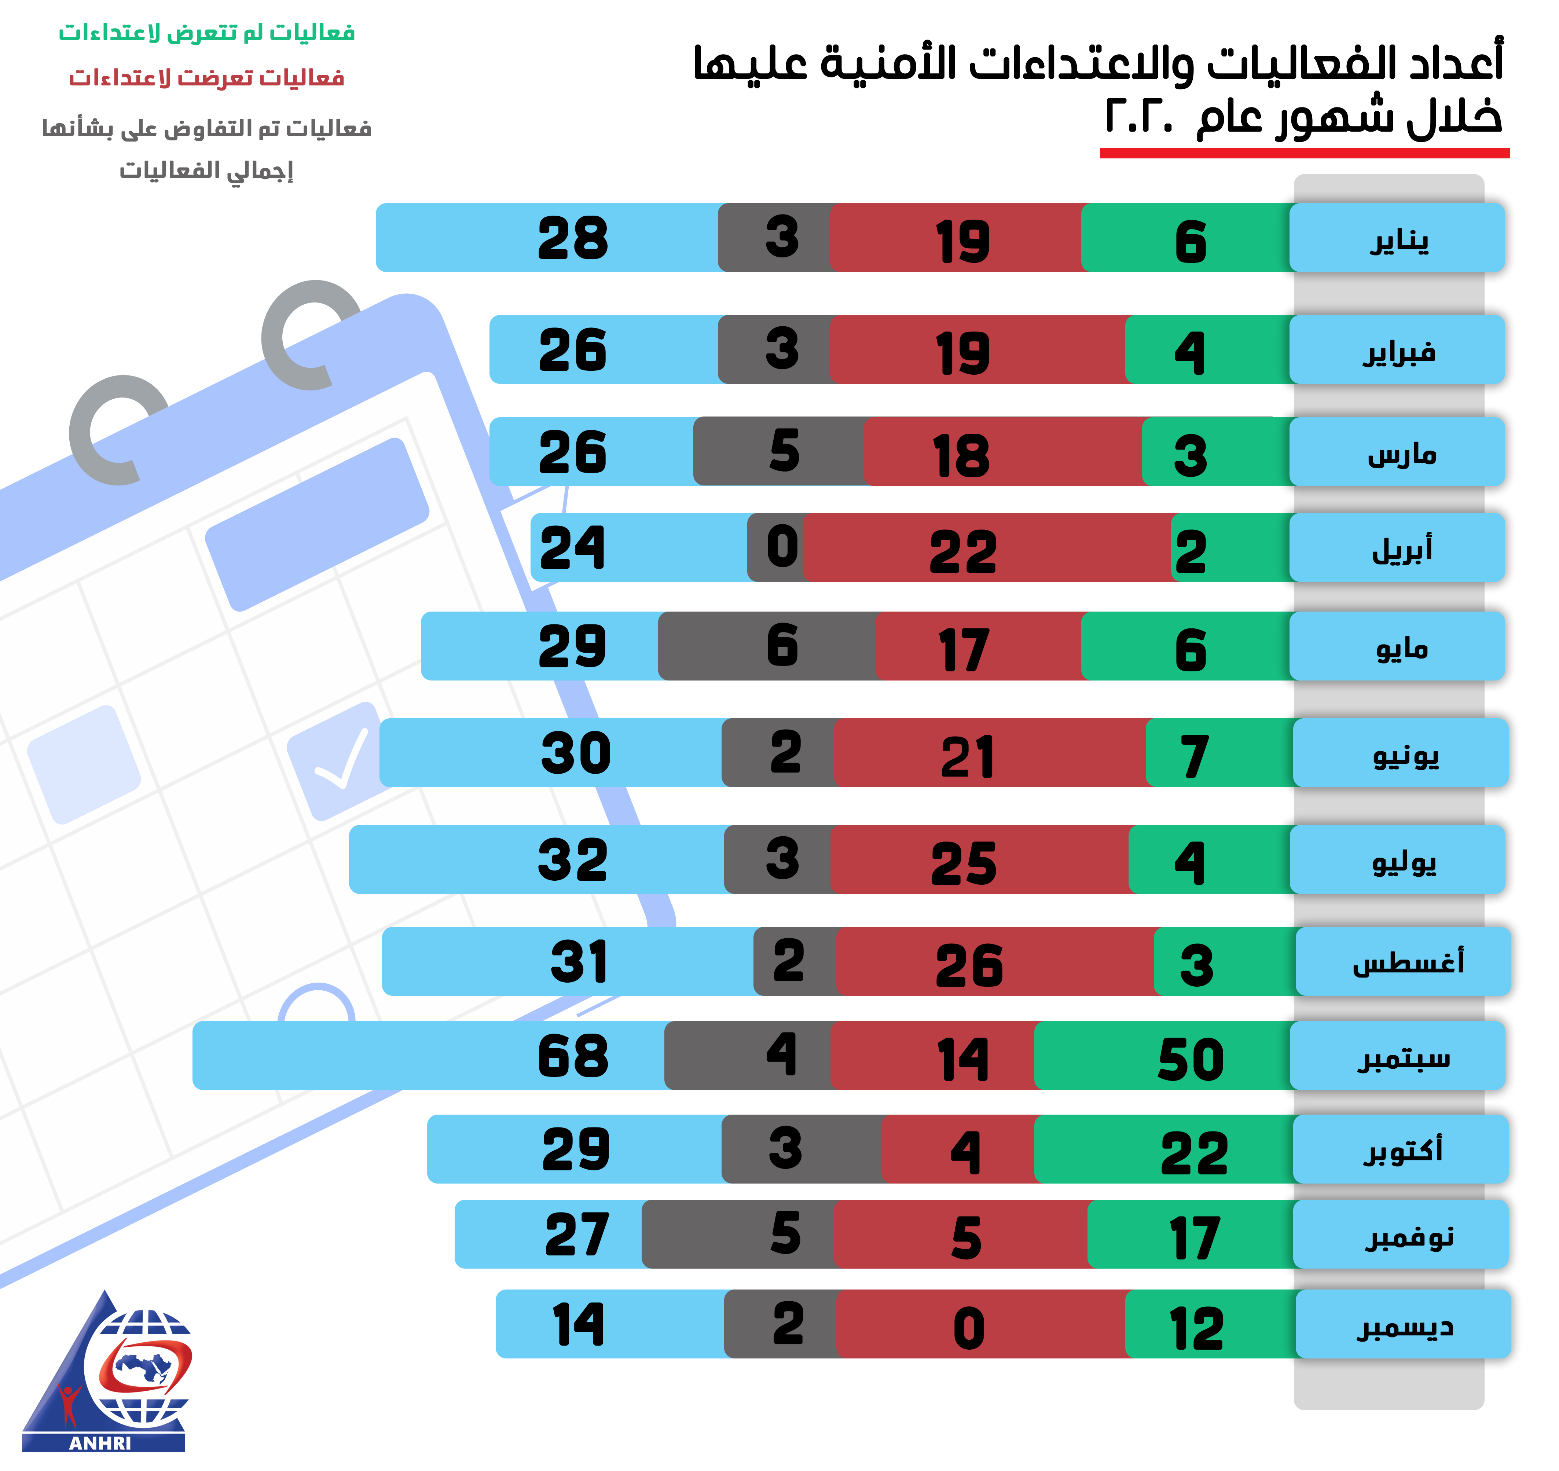 أعداد الفعاليات والاعتداءات الأمنية عليها
خلال شهور عام ٢٠٢٠
فعاليات لم تتعرض لاعتداءات
فعاليات تعرضت لاعتداءات
فعاليات تم التفاوض على بشأنها
إجمالي الفعاليات
يناير 6 19 3 28
فبراير 4 19 3 26
مارس 3 18 5 26
أبريل 2 22 0 24
مايو 6 17 6 29
يونيو 7 21 2 30
يوليو 4 25 3 32
أغسطس 3 26 2 31
سبتمبر 50 14 4 68
أكتوبر 22 4 3 29
نوفمبر 17 5 5 27
ديسمبر 12 0 2 14
ANHRI